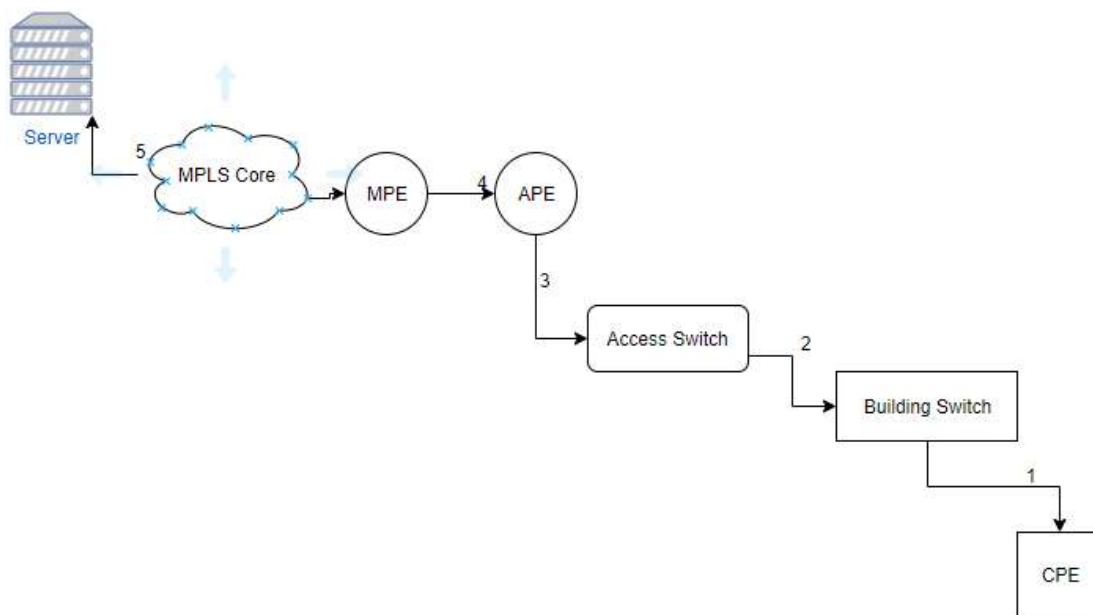 Server
5
MPLS Core
MPE
4
APE
3
Access Switch
2
Building Switch
1
CPE